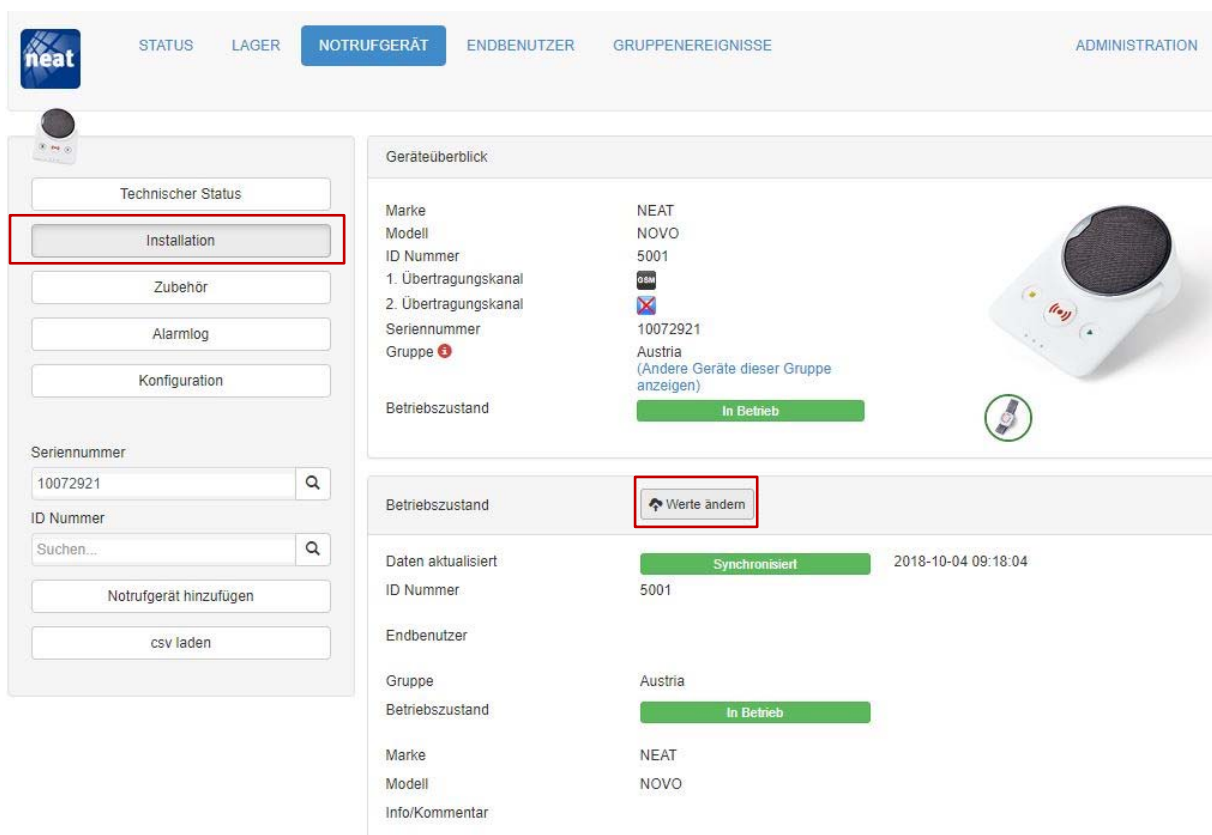 neat
STATUS LAGER NOTRUFGERÄT ENDBENUTZER GRUPPENEREIGNISSE ADMINISTRATION
Technischer Status
Installation
Zubehör
Alarmlog
Konfiguration
Seriennummer
10072921
ID Nummer
Suchen...
Notrufgerät hinzufügen
csv laden
Geräteüberblick
Marke NEAT
Modell NOVO
ID Nummer 5001
1. Übertragungskanal GSM
2. Übertragungskanal
Seriennummer 10072921
Gruppe Austria
(Andere Geräte dieser Gruppe
anzeigen)
Betriebszustand In Betrieb
Betriebszustand Werte ändern
Daten aktualisiert Synchronisiert 2018-10-04 09:18:04
ID Nummer 5001
Endbenutzer
Gruppe Austria
Betriebszustand In Betrieb
Marke NEAT
Modell NOVO
Info/Kommentar